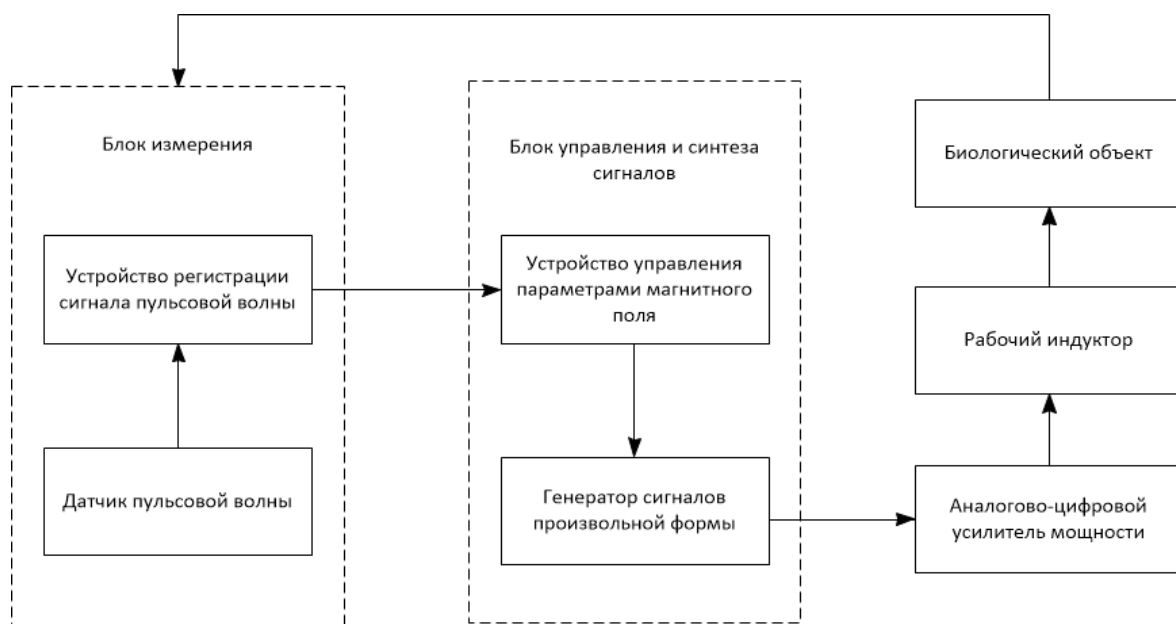 Блок измерения
Устройство регистрации
сигнала пульсовой волны
Датчик пульсовой волны
Блок управления и синтеза
сигналов
Устройство управления
параметрами магнитного
поля
Генератор сигналов
произвольной формы
Биологический объект
Рабочий индуктор
Аналогово-цифровой
усилитель мощности